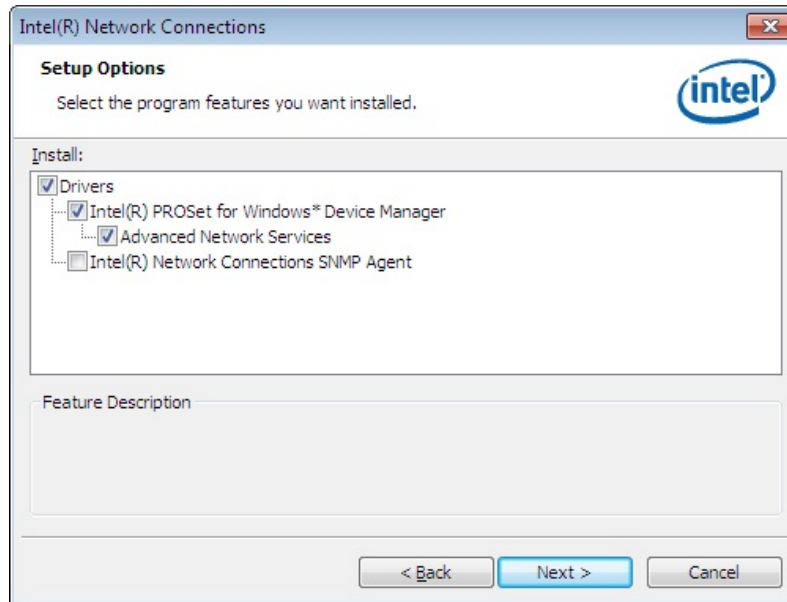 Intel(R) Network Connections
Setup Options
Select the program features you want installed.
intel
Install:
Drivers
Intel(R) PROSet for Windows* Device Manager
Advanced Network Services
Intel(R) Network Connections SNMP Agent
Feature Description
< Back
Next >
Cancel